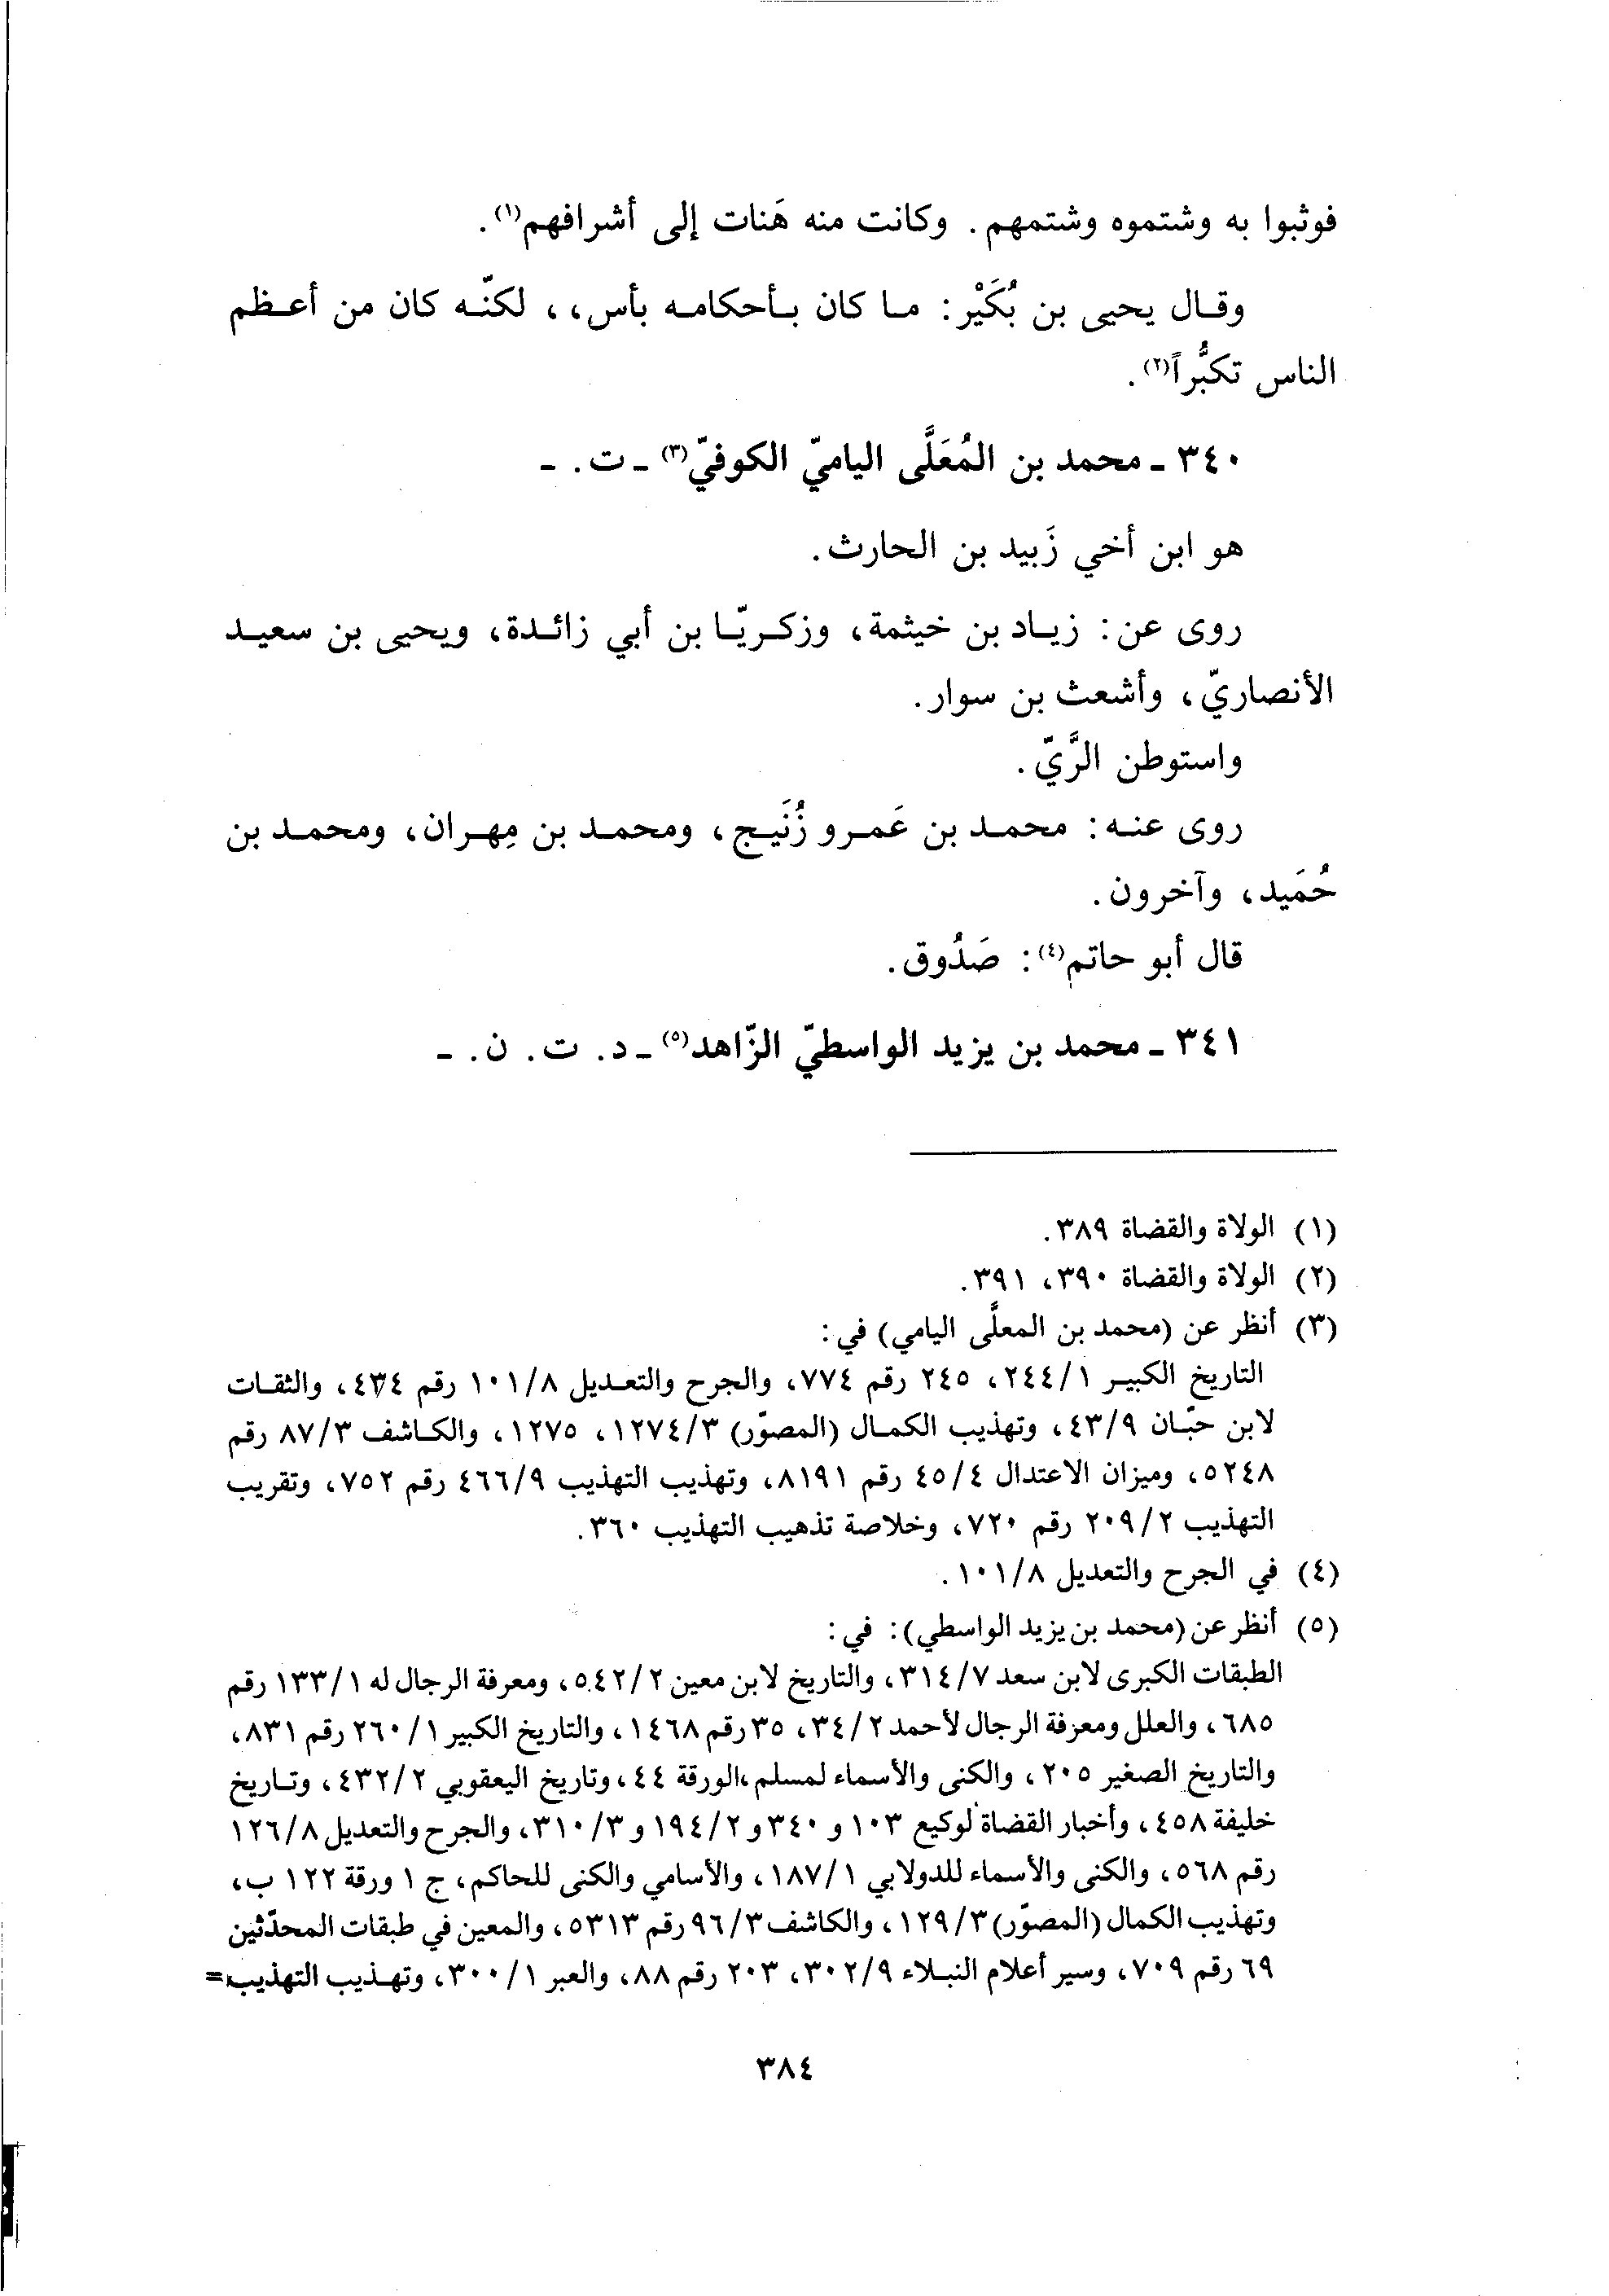 فوثبوا به وشتموه وشتمهم. وكانت منه هَنات إلى أشرافهم(١).
وقال يحيى بن بُكَيْر: ما كان بأحكامه بأس،، لكنّه كان من أعظم
الناس تكبُّراً(٢).
٣٤٠ ـ محمد بن المُعَلَّى الياميّ الكوفيّ(٣) ـ ت. ـ
هو ابن أخي زَبيد بن الحارث.
روى عن: زياد بن خيثمة، وزكريّا بن أبي زائدة، ويحيى بن سعيد
الأنصاريّ، وأشعث بن سوار.
واستوطن الرَّيّ.
روى عنه: محمد بن عَمرو زُنَيج، ومحمد بن مِهران، ومحمد بن
حُمَيد، وآخرون.
قال أبو حاتم(٤): صَدُوق.
٣٤١ ـ محمد بن يزيد الواسطيّ الزّاهد(٥) ـ د. ت. ن. ـ
(١) الولاة والقضاة ٣٨٩.
(٢) الولاة والقضاة ٣٩٠، ٣٩١.
(٣) أنظر عن (محمد بن المعلَّى اليامي) في:
التاريخ الكبير ١/٢٤٤، ٢٤٥ رقم ٧٧٤، والجرح والتعديل ٨/١٠١ رقم ٤٣٤، والثقات
لابن حبّان ٩/٤٣، وتهذيب الكمال (المصوّر) ٣/١٢٧٤، ١٢٧٥، والكاشف ٣/٨٧ رقم
٥٢٤٨، وميزان الاعتدال ٤/٤٥ رقم ٨١٩١، وتهذيب التهذيب ٩/٤٦٦ رقم ٧٥٢، وتقريب
التهذيب ٢/٢٠٩ رقم ٧٢٠، وخلاصة تذهيب التهذيب ٣٦٠.
(٤) في الجرح والتعديل ٨/١٠١.
(٥) أنظر عن (محمد بن يزيد الواسطي): في:
الطبقات الكبرى لابن سعد ٧/٣١٤، والتاريخ لابن معين ٢/٥٤٢، ومعرفة الرجال له ١/١٣٣ رقم
٦٨٥، والعلل ومعرفة الرجال لأحمد ٢/٣٤، ٣٥ رقم ١٤٦٨، والتاريخ الكبير ١/٢٦٠ رقم ٨٣١،
والتاريخ الصغير ٢٠٥، والكنى والأسماء لمسلم، الورقة ٤٤، وتاريخ اليعقوبي ٢/٤٣٢، وتاريخ
خليفة ٤٥٨، وأخبار القضاة لوكيع ١٠٣ و ٣٤٠ و ٢/١٩٤ و ٣/٣١٠، والجرح والتعديل ٨/١٢٦
رقم ٥٦٨، والكنى والأسماء للدولابي ١/١٨٧، والأسامي والكنى للحاكم، ج ١ ورقة ١٢٢ ب،
وتهذيب الكمال (المصوّر) ٣/١٢٩، والكاشف ٣/٩٦ رقم ٥٣١٣، والمعين في طبقات المحدّثين
٦٩ رقم ٧٠٩، وسير أعلام النبلاء ٩/٣٠٢، ٢٠٣ رقم ٨٨، والعبر ١/٣٠٠، وتهذيب التهذيب=
٣٨٤